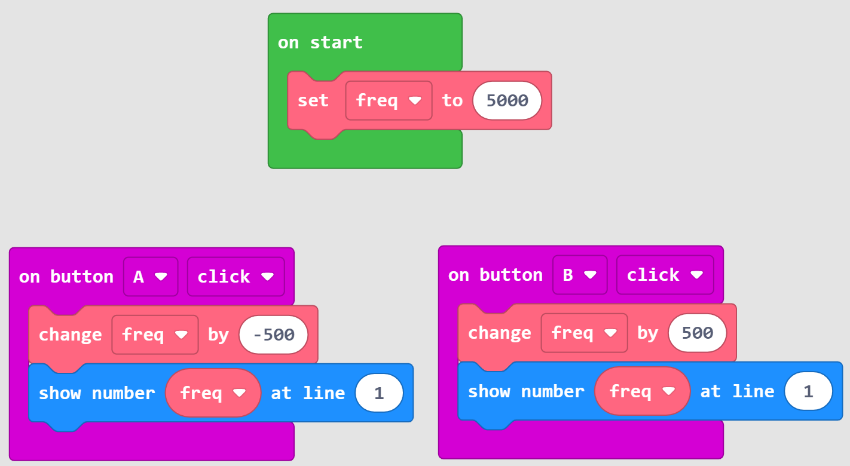 on start
set freq to 5000
on button A click
change freq by -500
show number freq at line 1
on button B click
change freq by 500
show number freq at line 1